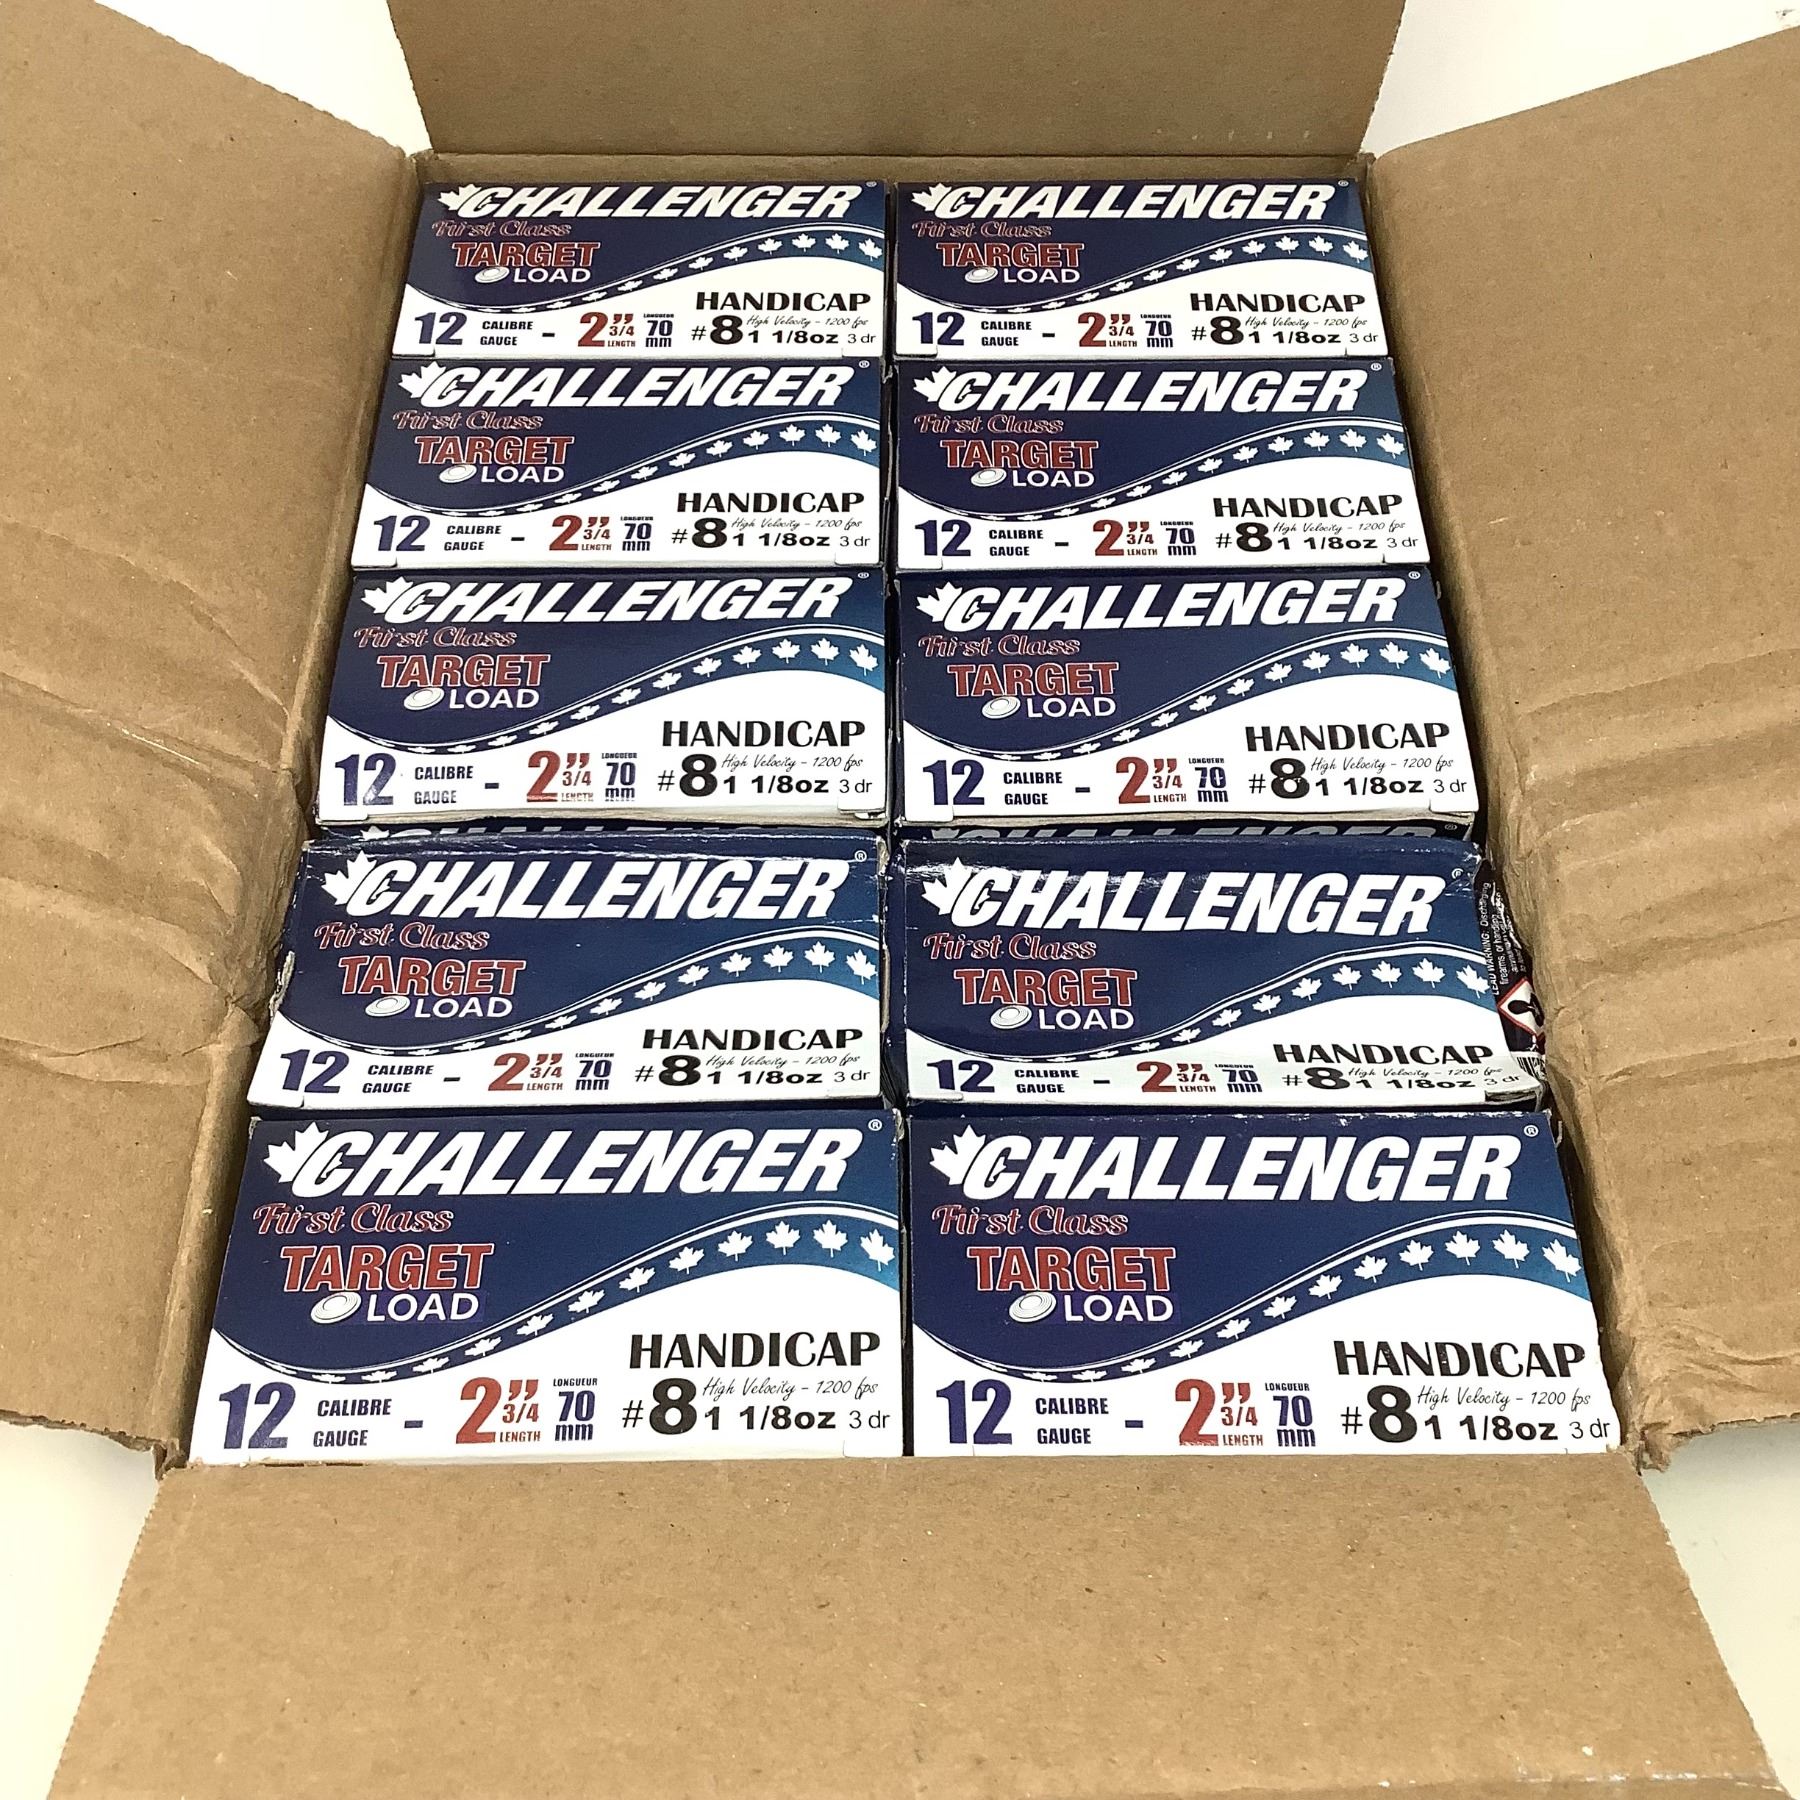 CHALLENGER® CHALLENGER®
First Class First Class
TARGET TARGET
LOAD LOAD
HANDICAP HANDICAP
12 CALIBRE GAUGE - 2 3/4" LENGTH LONGUEUR 70 mm #8 High Velocity - 1200 fps 1 1/8oz 3 dr 12 CALIBRE GAUGE - 2 3/4" LENGTH LONGUEUR 70 mm #8 High Velocity - 1200 fps 1 1/8oz 3 dr
CHALLENGER® CHALLENGER®
First Class First Class
TARGET TARGET
LOAD LOAD
HANDICAP HANDICAP
12 CALIBRE GAUGE - 2 3/4" LENGTH LONGUEUR 70 mm #8 High Velocity - 1200 fps 1 1/8oz 3 dr 12 CALIBRE GAUGE - 2 3/4" LENGTH LONGUEUR 70 mm #8 High Velocity - 1200 fps 1 1/8oz 3 dr
CHALLENGER® CHALLENGER®
First Class First Class
TARGET TARGET
LOAD LOAD
HANDICAP HANDICAP
12 CALIBRE GAUGE - 2 3/4" LENGTH LONGUEUR 70 mm #8 High Velocity - 1200 fps 1 1/8oz 3 dr 12 CALIBRE GAUGE - 2 3/4" LENGTH LONGUEUR 70 mm #8 High Velocity - 1200 fps 1 1/8oz 3 dr
CHALLENGER® CHALLENGER®
First Class First Class
TARGET TARGET
LOAD LOAD
LEAD WARNING: Discharging
firearms
HANDICAP HANDICAP
12 CALIBRE GAUGE - 2 3/4" LENGTH LONGUEUR 70 mm #8 High Velocity - 1200 fps 1 1/8oz 3 dr 12 CALIBRE GAUGE - 2 3/4" LENGTH LONGUEUR 70 mm #8 High Velocity - 1200 fps 1 1/8oz 3 dr
CHALLENGER® CHALLENGER®
First Class First Class
TARGET TARGET
LOAD LOAD
HANDICAP HANDICAP
12 CALIBRE GAUGE - 2 3/4" LENGTH LONGUEUR 70 mm #8 High Velocity - 1200 fps 1 1/8oz 3 dr 12 CALIBRE GAUGE - 2 3/4" LENGTH LONGUEUR 70 mm #8 High Velocity - 1200 fps 1 1/8oz 3 dr